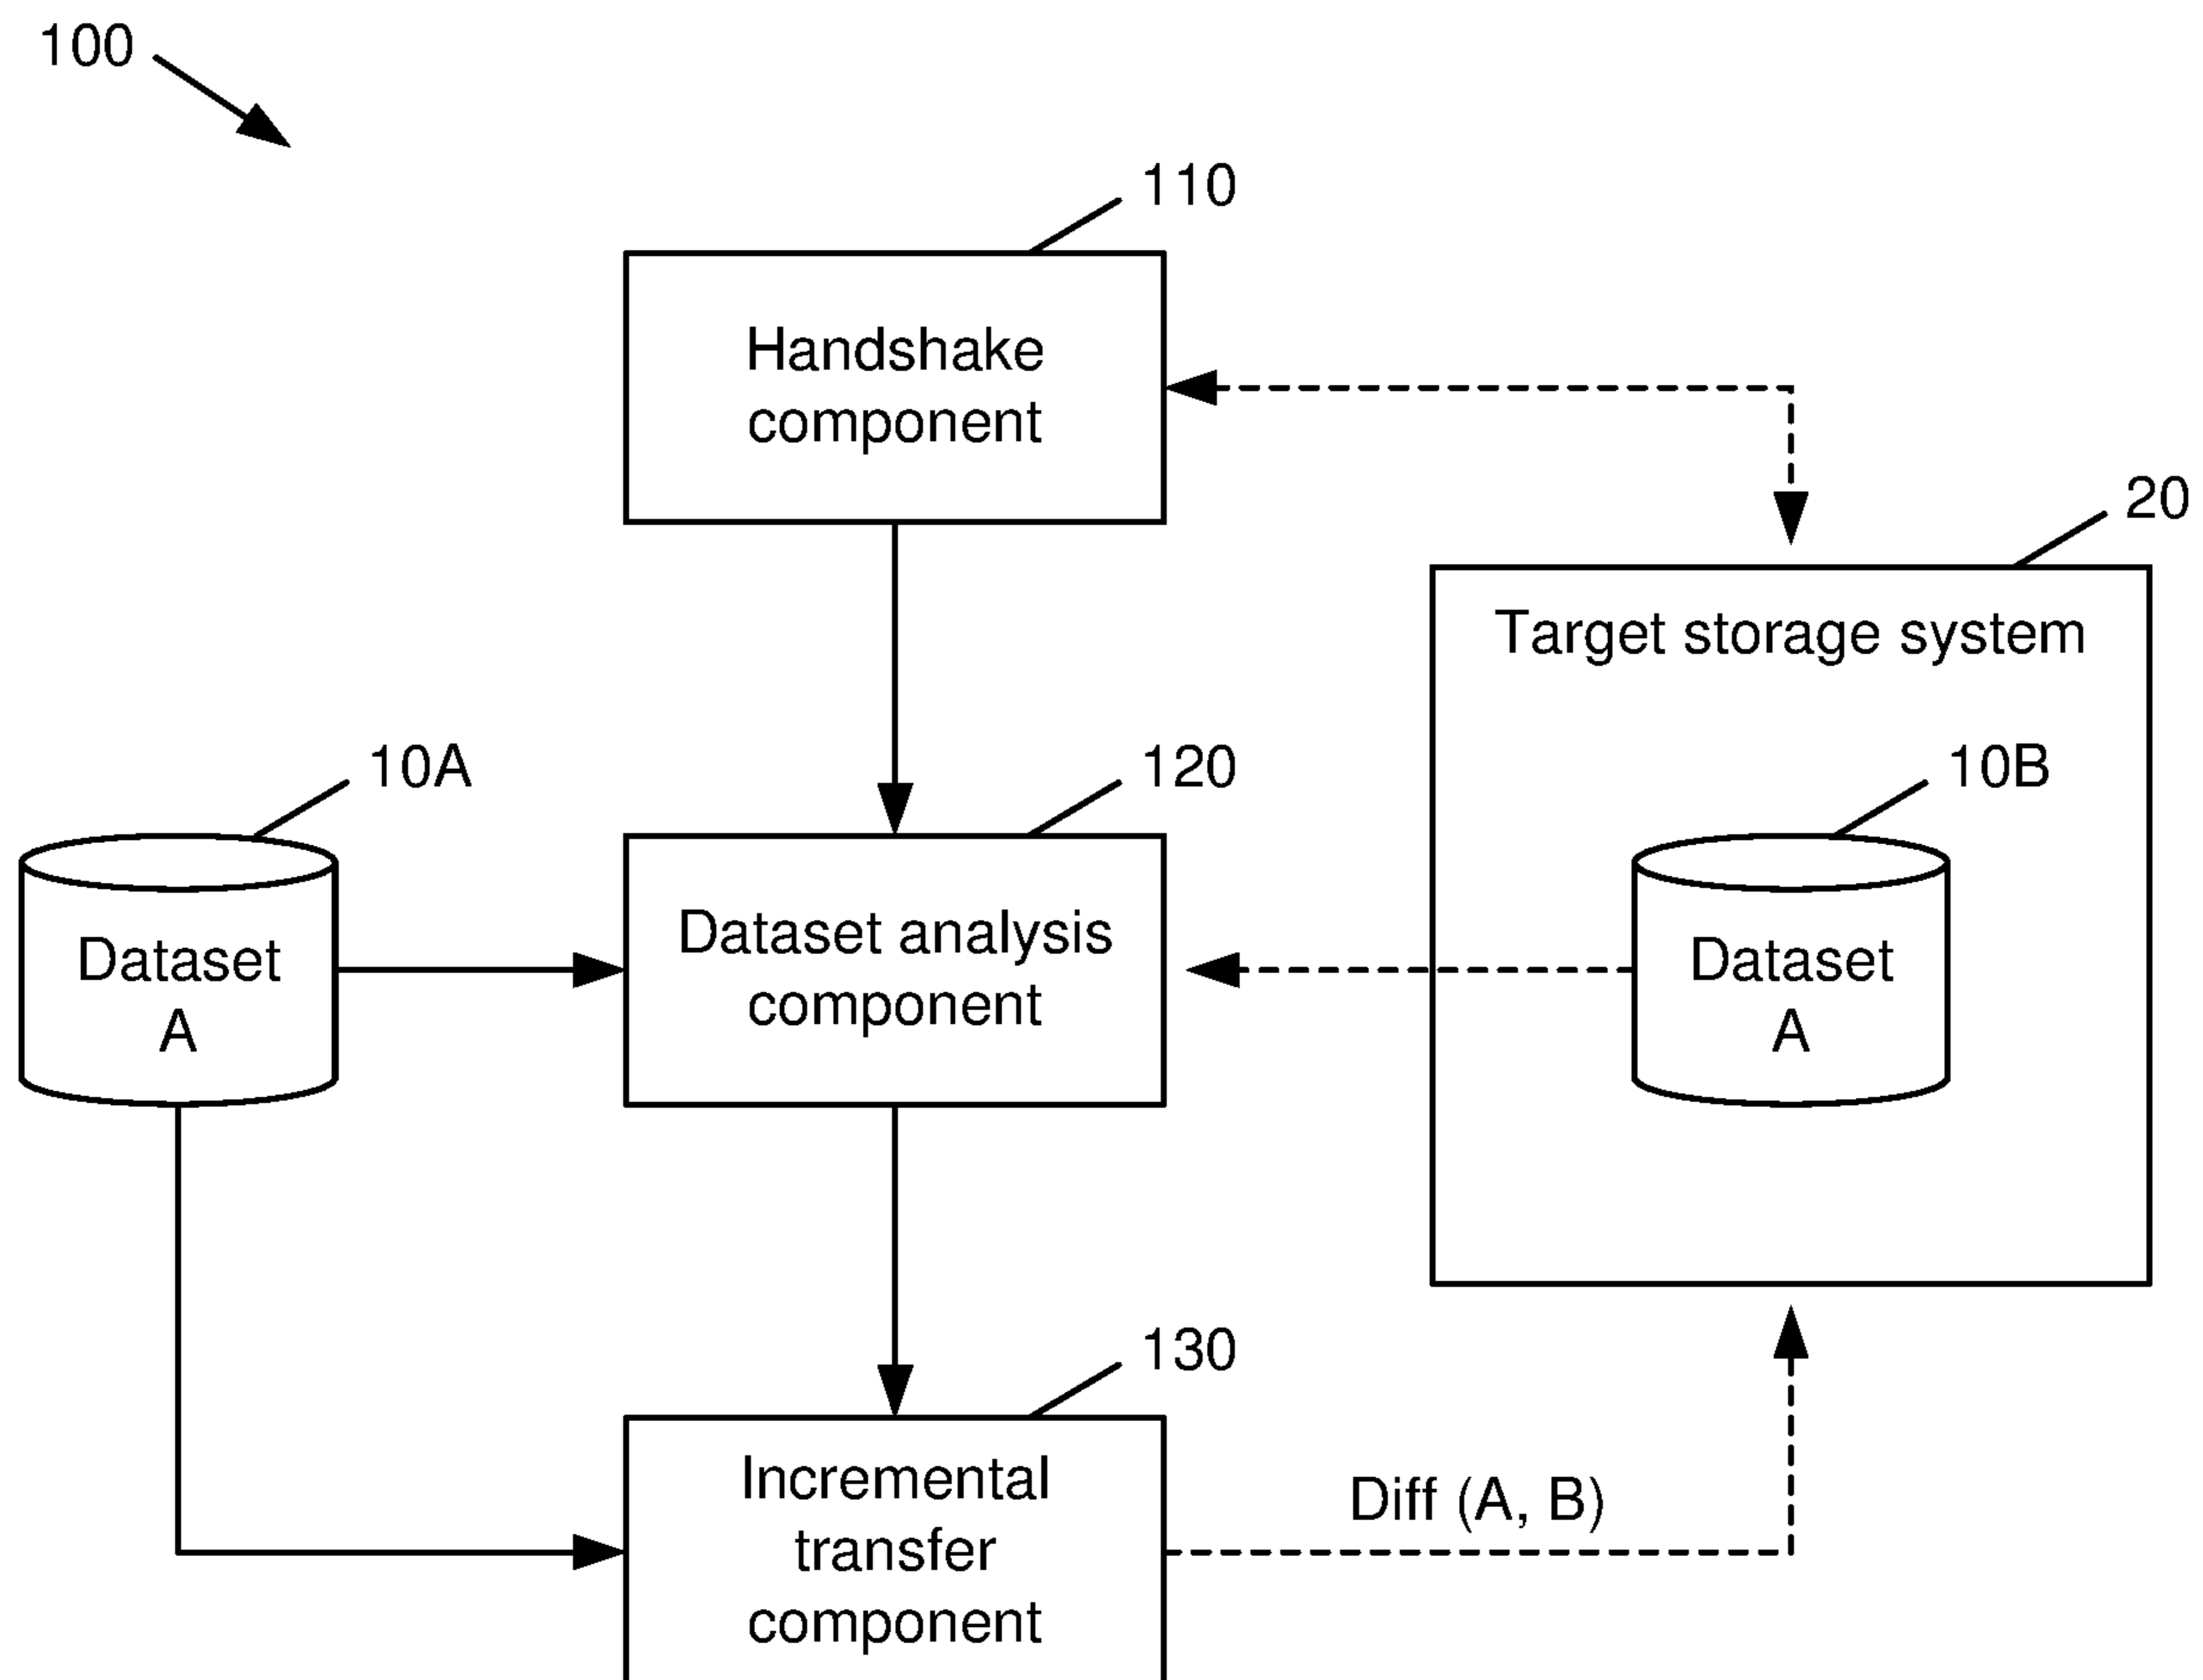 100
110
Handshake
component
20
Target storage system
10A
120
10B
Dataset
A
Dataset analysis
component
Dataset
A
130
Incremental
transfer
component
Diff (A, B)